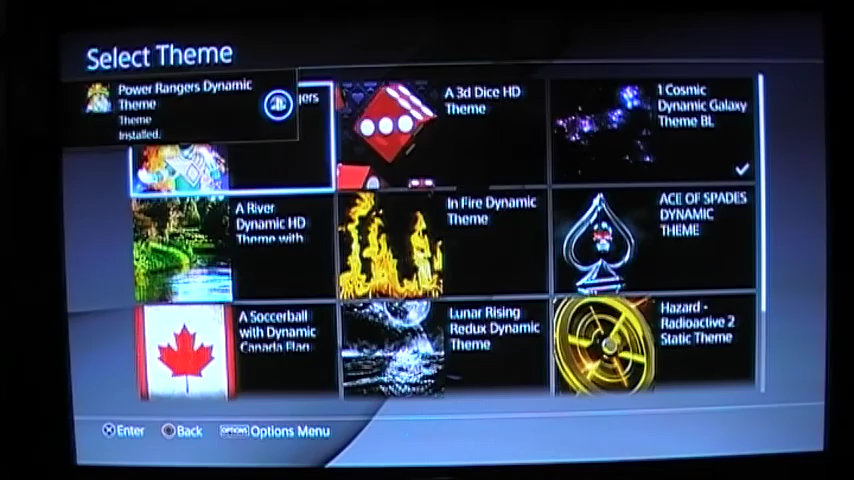 Select Theme
Power Rangers Dynamic
Theme
Theme
Installed.
gers
A 3d Dice HD
Theme
1 Cosmic
Dynamic Galaxy
Theme BL
A River
Dynamic HD
Theme with
In Fire Dynamic
Theme
ACE OF SPADES
DYNAMIC
THEME
A Soccerball
with Dynamic
Canada Flag
Lunar Rising
Redux Dynamic
Theme
Hazard -
Radioactive 2
Static Theme
Enter Back OPTIONS Options Menu